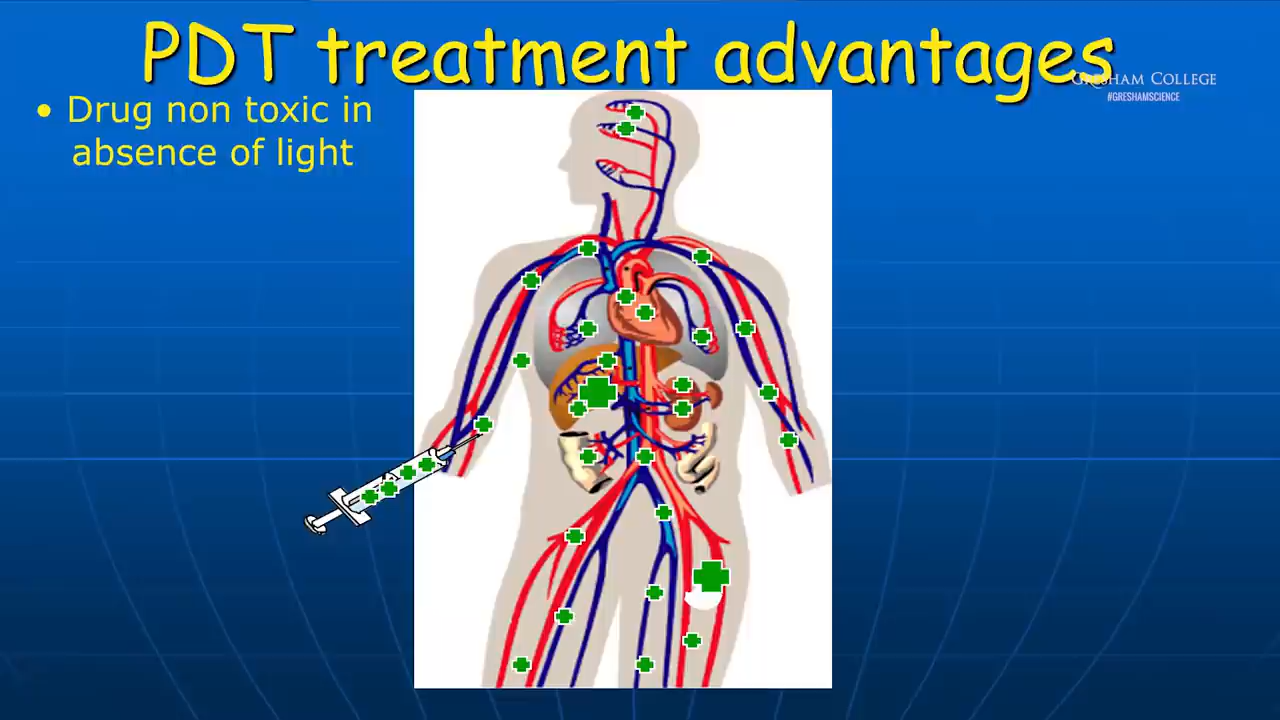 PDT treatment advantages
GRESHAM COLLEGE
#GRESHAMSCIENCE
• Drug non toxic in
absence of light